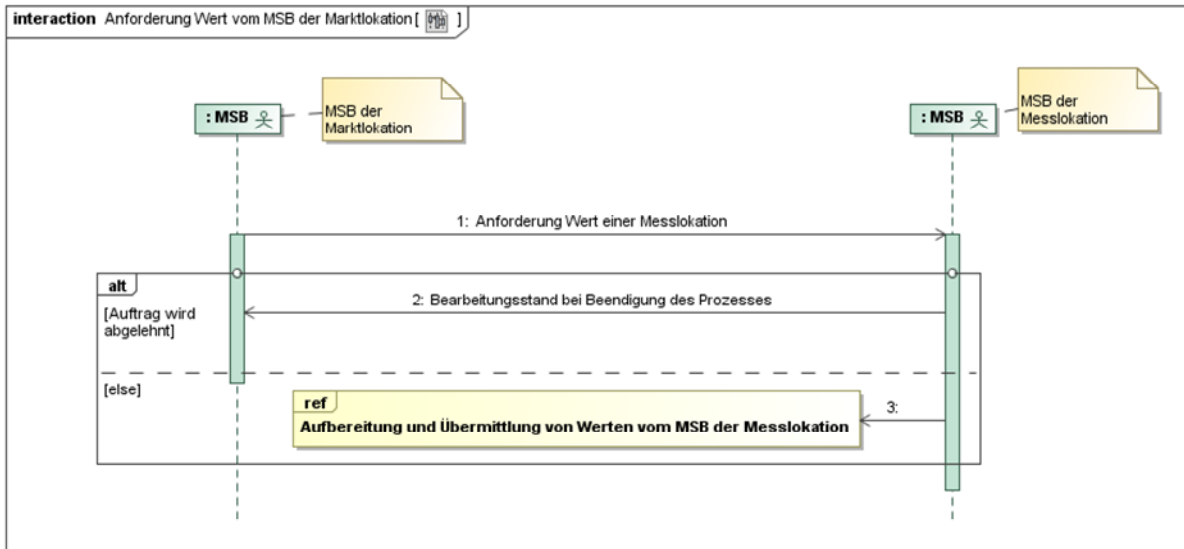 interaction Anforderung Wert vom MSB der Marktlokation[ ]
: MSB
MSB der
Marktlokation
: MSB
MSB der
Messlokation
1: Anforderung Wert einer Messlokation
alt
[Auftrag wird
abgelehnt]
2: Bearbeitungsstand bei Beendigung des Prozesses
[else]
ref
Aufbereitung und Übermittlung von Werten vom MSB der Messlokation
3: